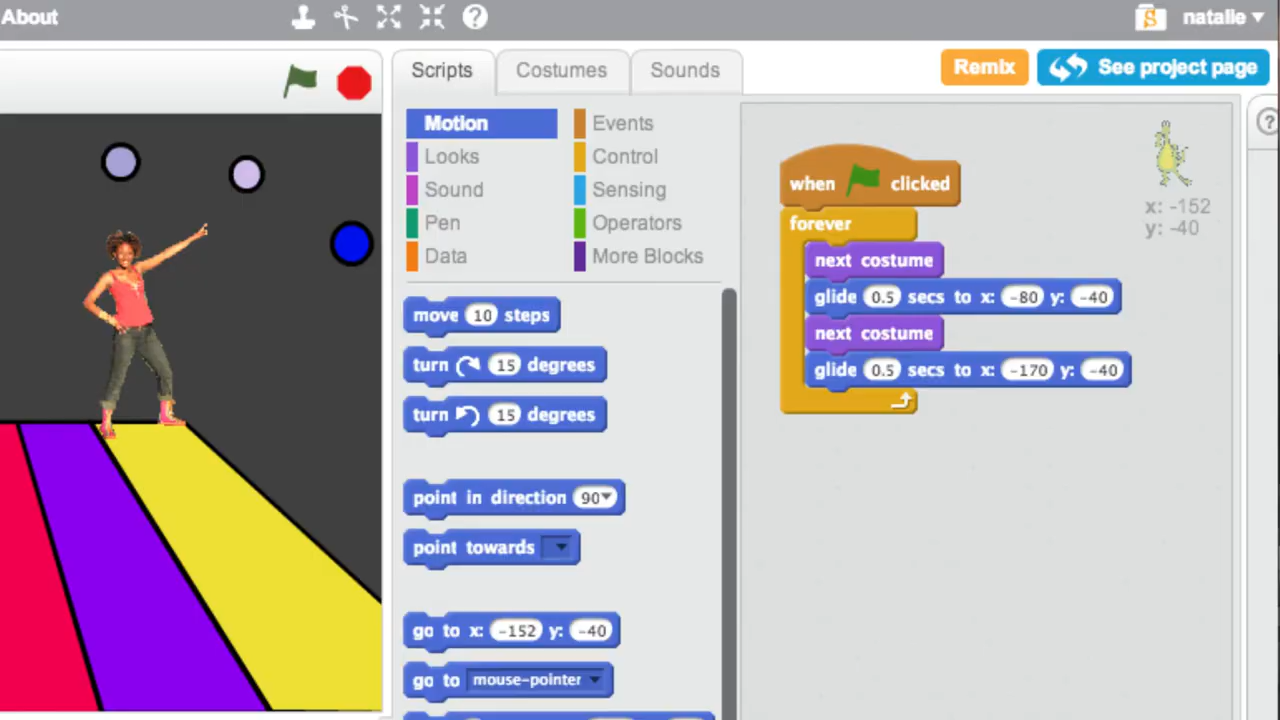 About
natalie
Scripts Costumes Sounds
Remix
See project page
Motion
Looks
Sound
Pen
Data
Events
Control
Sensing
Operators
More Blocks
move 10 steps
turn 15 degrees
turn 15 degrees
point in direction 90
point towards
go to x: -152 y: -40
go to mouse-pointer
when clicked
forever
next costume
glide 0.5 secs to x: -80 y: -40
next costume
glide 0.5 secs to x: -170 y: -40
x: -152
y: -40